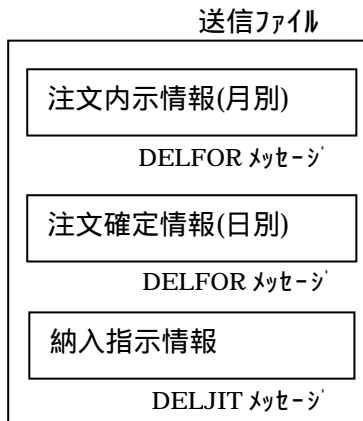 送信ﾌｧｲﾙ
注文内示情報(月別)
DELFOR ﾒｯｾｰｼﾞ
注文確定情報(日別)
DELFOR ﾒｯｾｰｼﾞ
納入指示情報
DELJIT ﾒｯｾｰｼﾞ